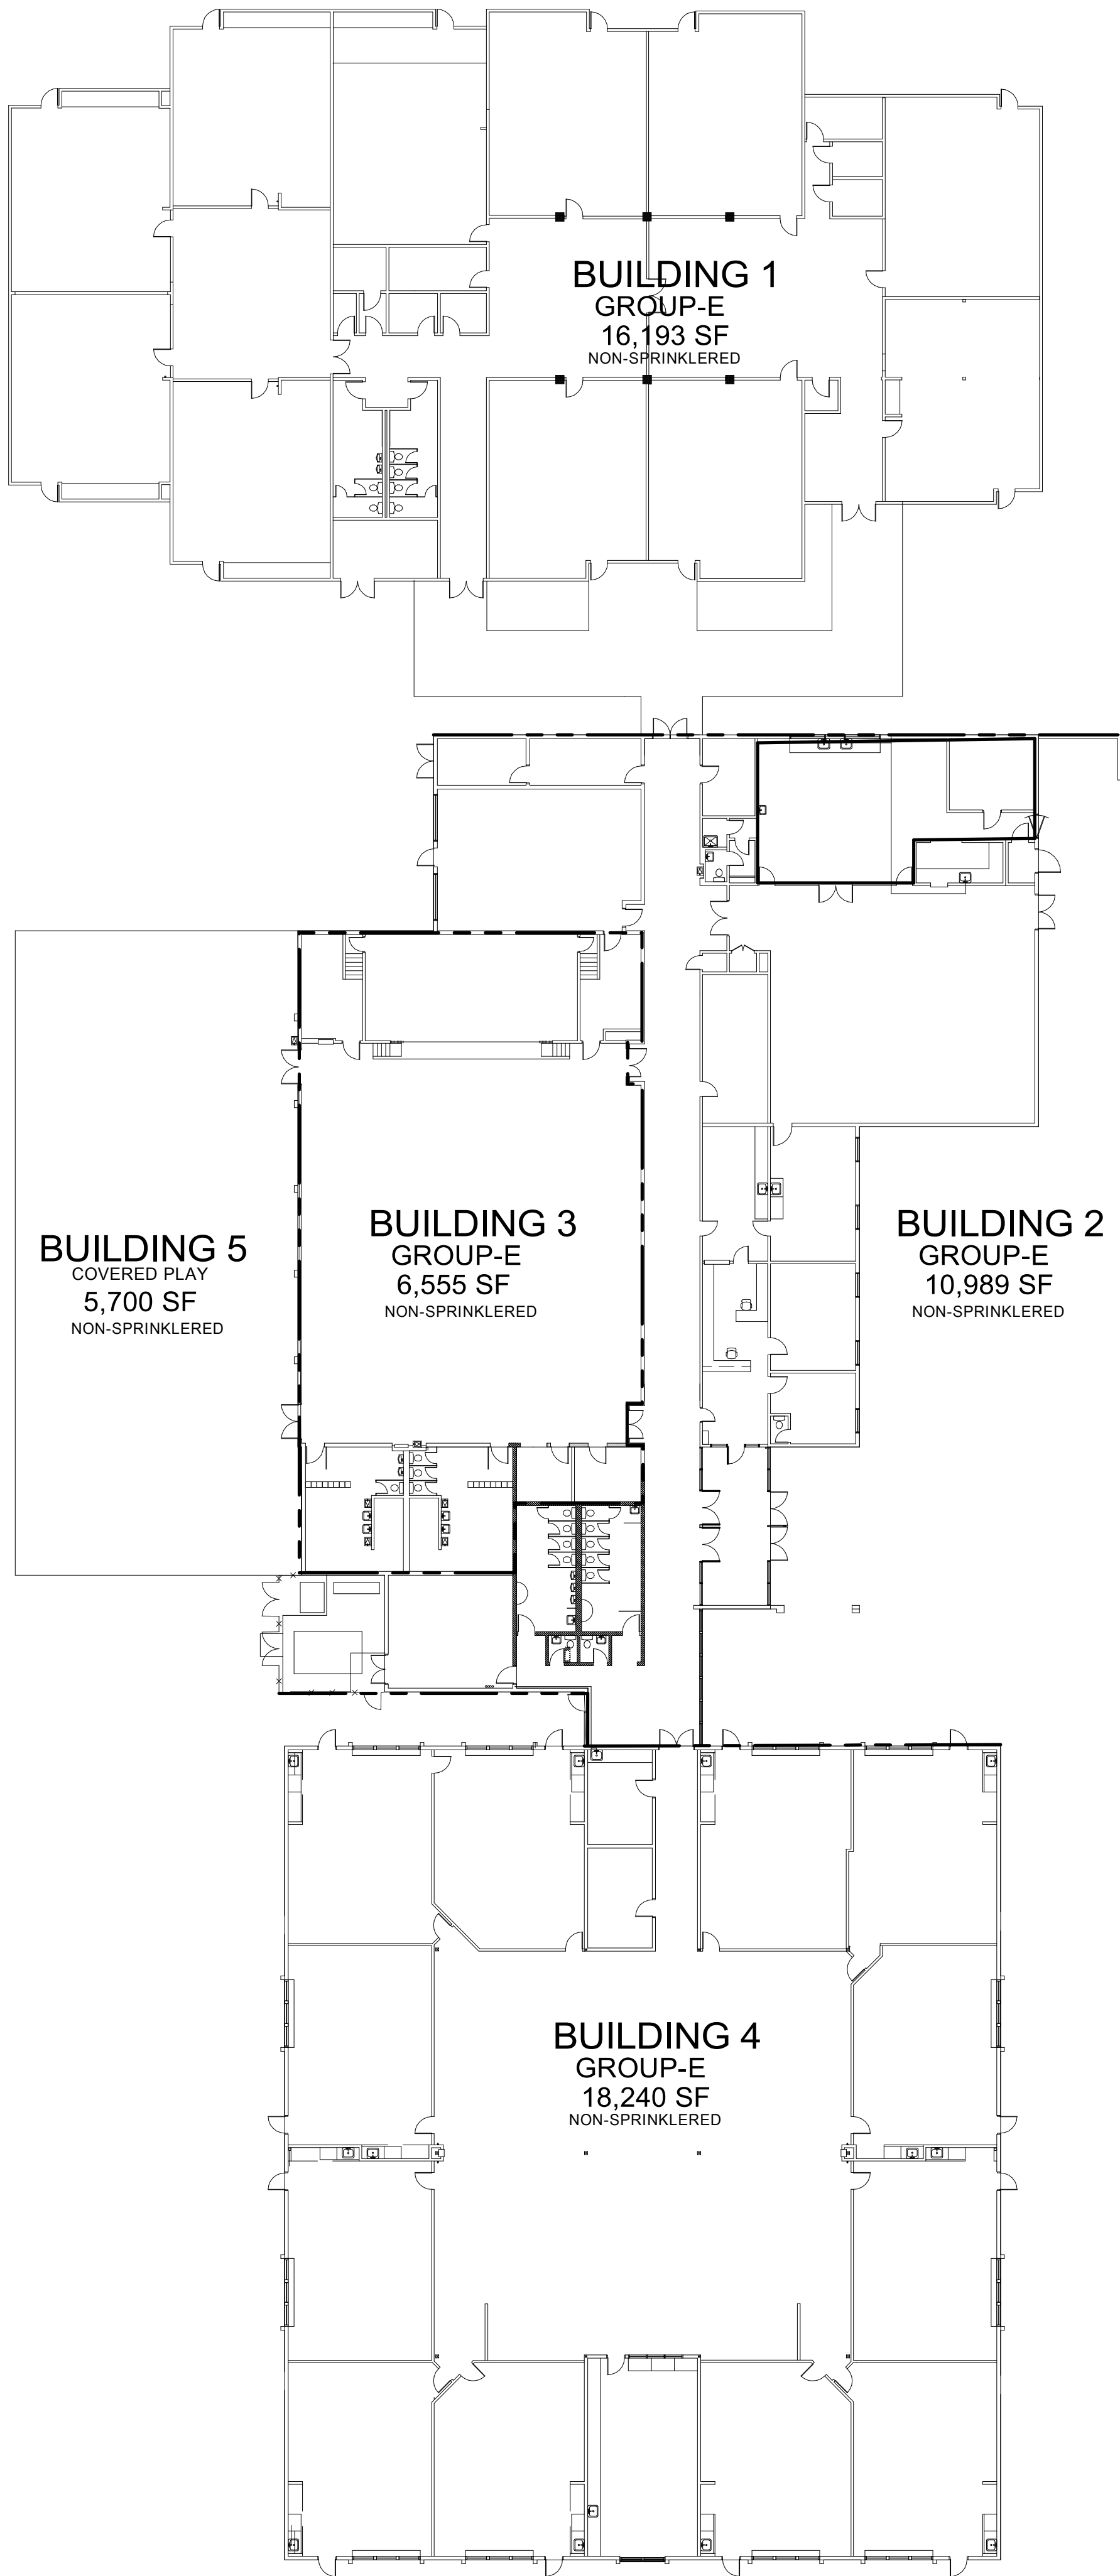 BUILDING 1
GROUP-E
16,193 SF
NON-SPRINKLERED
BUILDING 5
COVERED PLAY
5,700 SF
NON-SPRINKLERED
BUILDING 3
GROUP-E
6,555 SF
NON-SPRINKLERED
BUILDING 2
GROUP-E
10,989 SF
NON-SPRINKLERED
BUILDING 4
GROUP-E
18,240 SF
NON-SPRINKLERED